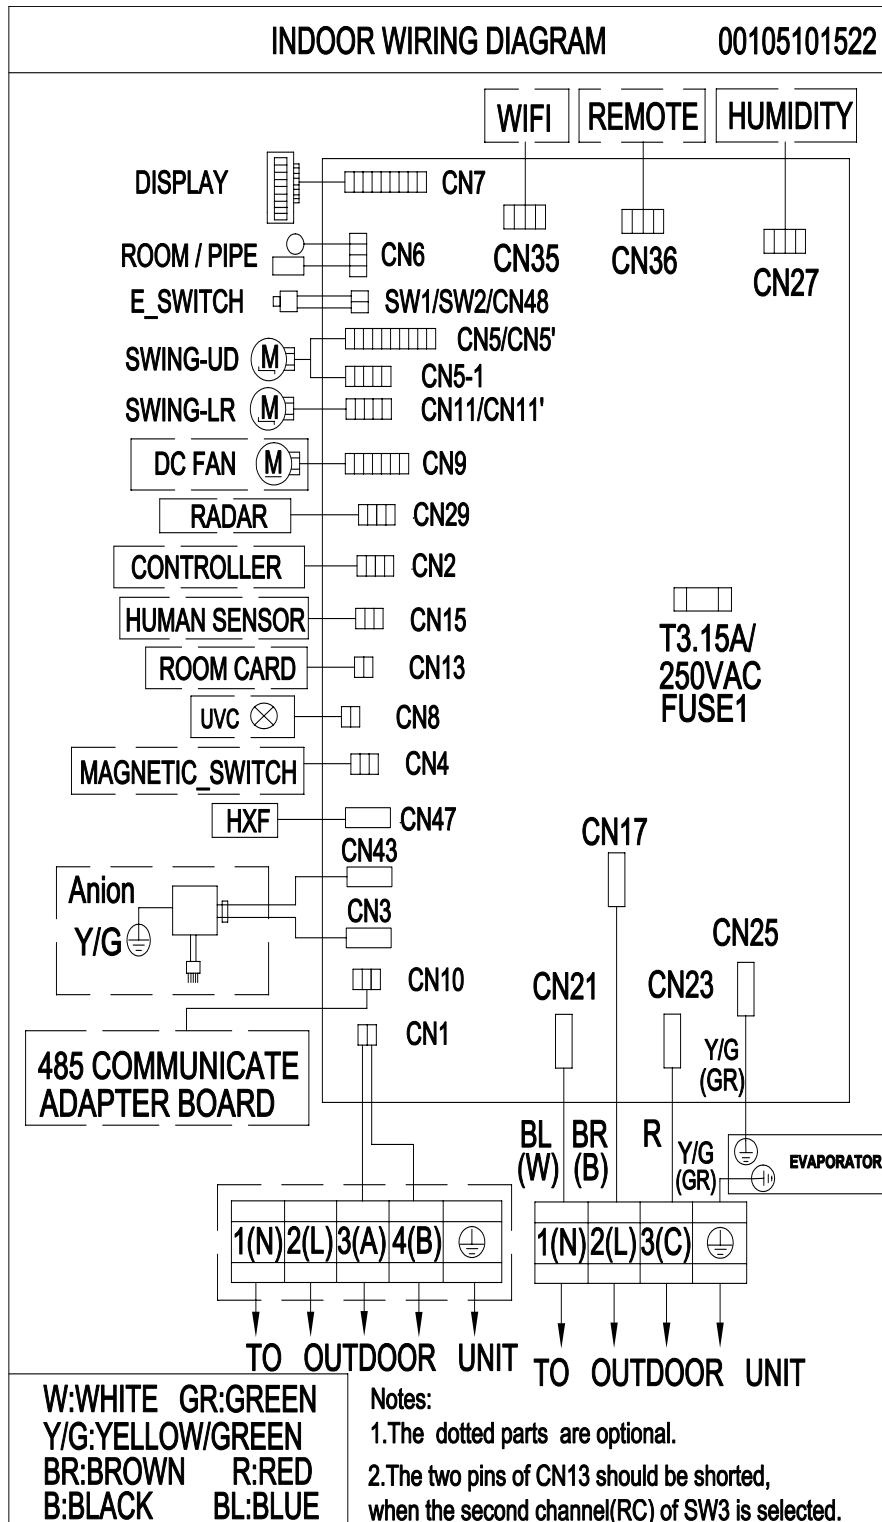 INDOOR WIRING DIAGRAM 00105101522
WIFI REMOTE HUMIDITY
DISPLAY CN7
CN35 CN36 CN27
ROOM / PIPE CN6
E_SWITCH SW1/SW2/CN48
SWING-UD M CN5/CN5'
CN5-1
SWING-LR M CN11/CN11'
DC FAN M CN9
RADAR CN29
CONTROLLER CN2
HUMAN SENSOR CN15
ROOM CARD CN13
T3.15A/
250VAC
FUSE1
UVC CN8
MAGNETIC_SWITCH CN4
HXF CN47
CN43
CN17
Anion
Y/G
CN3
CN25
CN10
CN21
CN23
CN1
485 COMMUNICATE
ADAPTER BOARD
Y/G
(GR)
BL
(W)
BR
(B)
R
Y/G
(GR)
EVAPORATOR
1(N) 2(L) 3(A) 4(B)
1(N) 2(L) 3(C)
TO OUTDOOR UNIT
TO OUTDOOR UNIT
W:WHITE GR:GREEN
Y/G:YELLOW/GREEN
BR:BROWN R:RED
B:BLACK BL:BLUE
Notes:
1.The dotted parts are optional.
2.The two pins of CN13 should be shorted,
when the second channel(RC) of SW3 is selected.